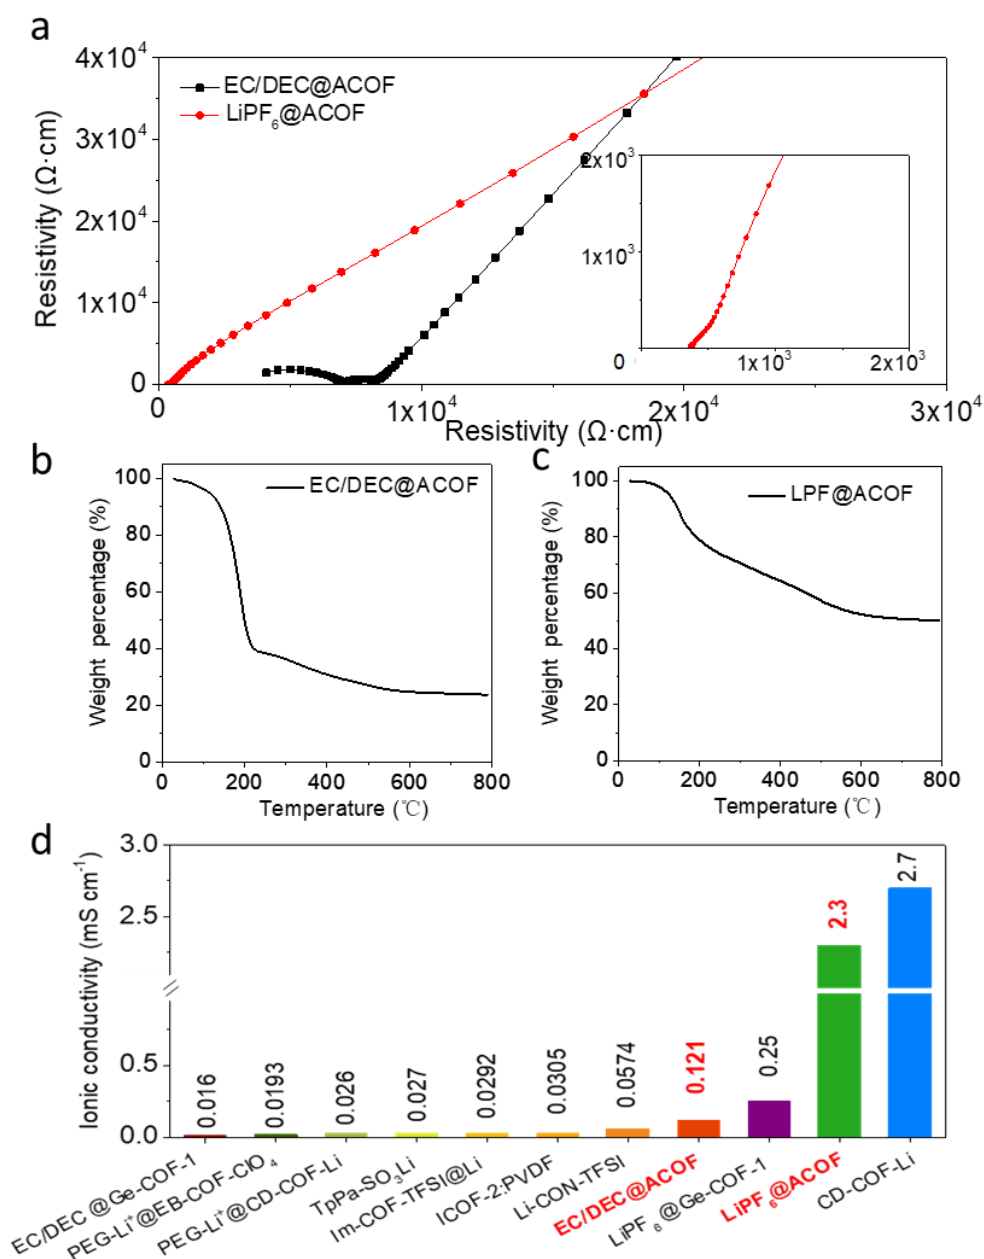 a
4x10⁴
3x10⁴
2x10⁴
1x10⁴
0
Resistivity (Ω·cm)
EC/DEC@ACOF
LiPF₆@ACOF
2x10³
1x10³
0
1x10³
2x10³
0
1x10⁴
2x10⁴
3x10⁴
Resistivity (Ω·cm)
b
100
80
60
40
20
0
Weight percentage (%)
EC/DEC@ACOF
0
200
400
600
800
Temperature (℃)
c
100
80
60
40
20
0
Weight percentage (%)
LPF@ACOF
0
200
400
600
800
Temperature (℃)
d
3.0
2.5
0.5
0.0
Ionic conductivity (mS cm⁻¹)
0.016
0.0193
0.026
0.027
0.0292
0.0305
0.0574
0.121
0.25
2.3
2.7
EC/DEC @Ge-COF-1
PEG-Li⁺@EB-COF-ClO₄
PEG-Li⁺@CD-COF-Li
TpPa-SO₃Li
Im-COF-TFSI@Li
ICOF-2:PVDF
Li-CON-TFSI
EC/DEC@ACOF
LiPF₆@Ge-COF-1
LiPF₆@ACOF
CD-COF-Li